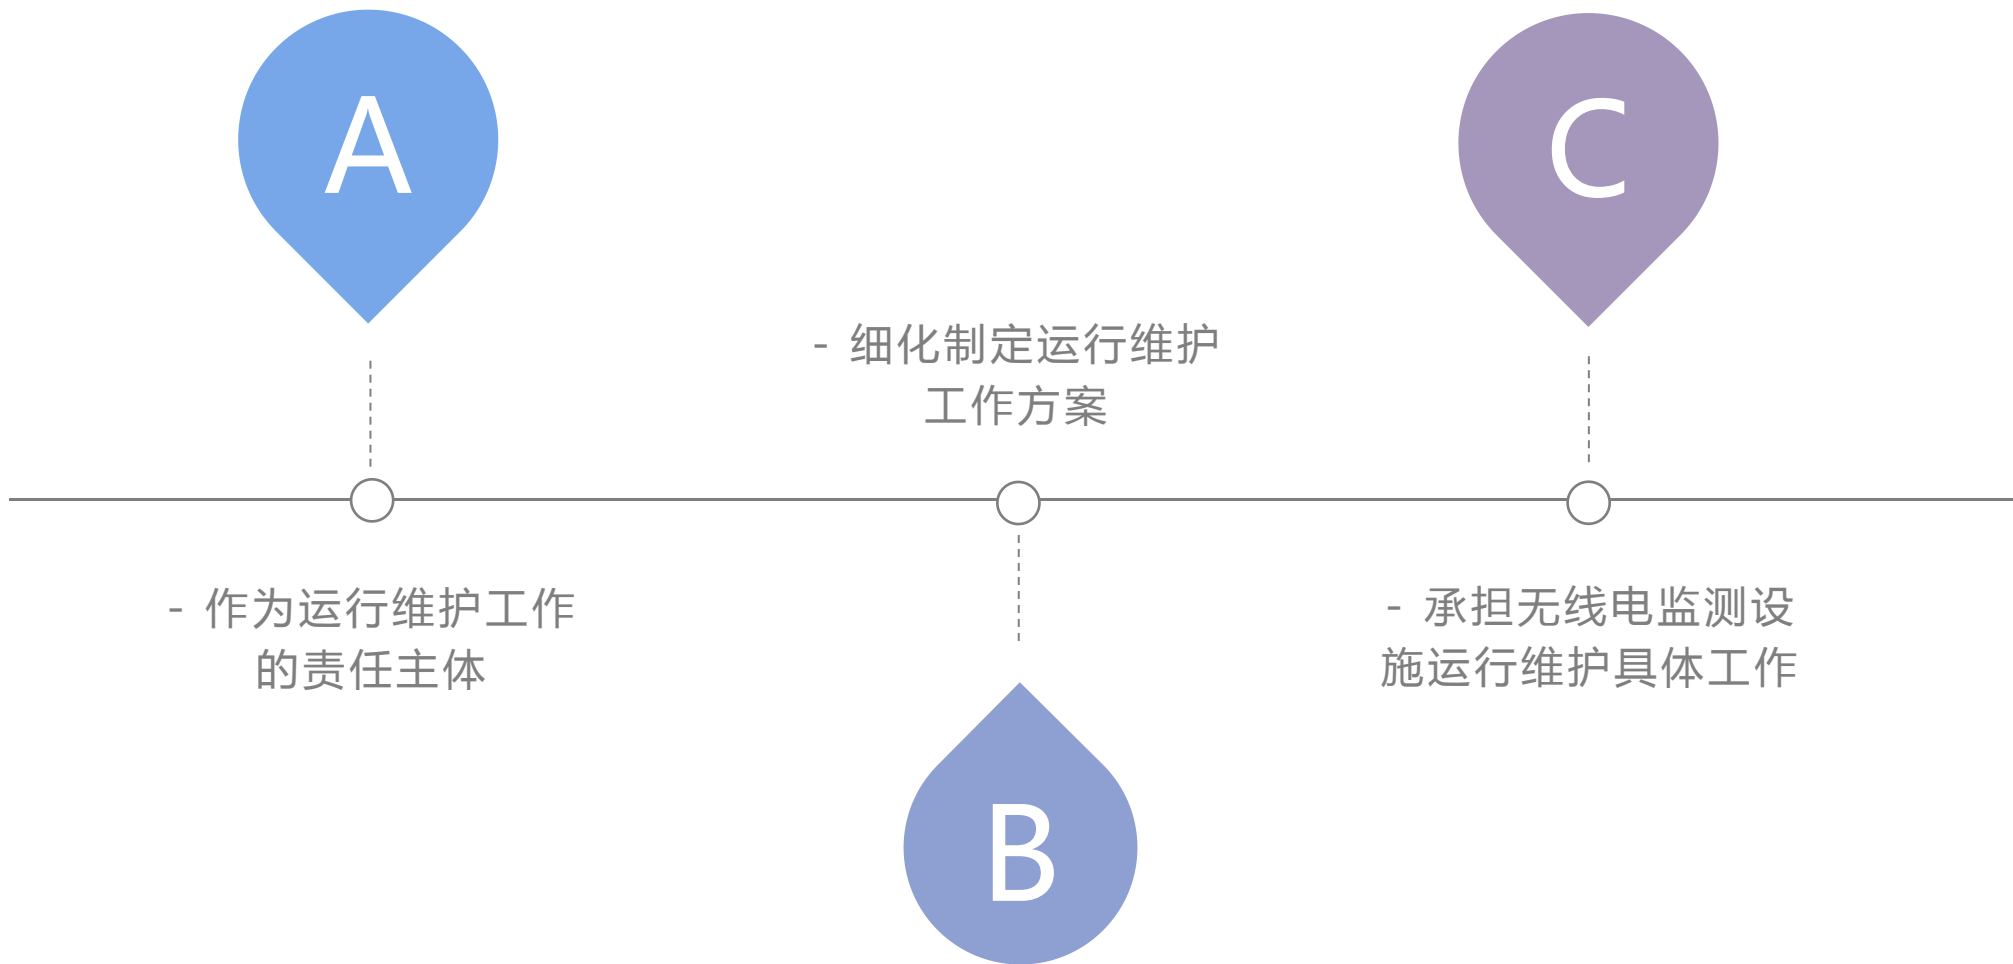 A
- 作为运行维护工作
的责任主体
- 细化制定运行维护
工作方案
B
C
- 承担无线电监测设
施运行维护具体工作